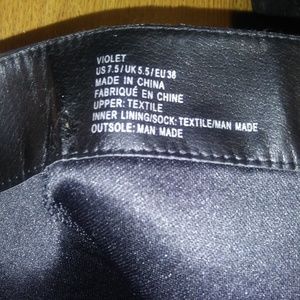 VIOLET
US 7.5 / UK 5.5 / EU 38
MADE IN CHINA
FABRIQUÉ EN CHINE
UPPER: TEXTILE
INNER LINING/SOCK: TEXTILE/MAN MADE
OUTSOLE: MAN MADE